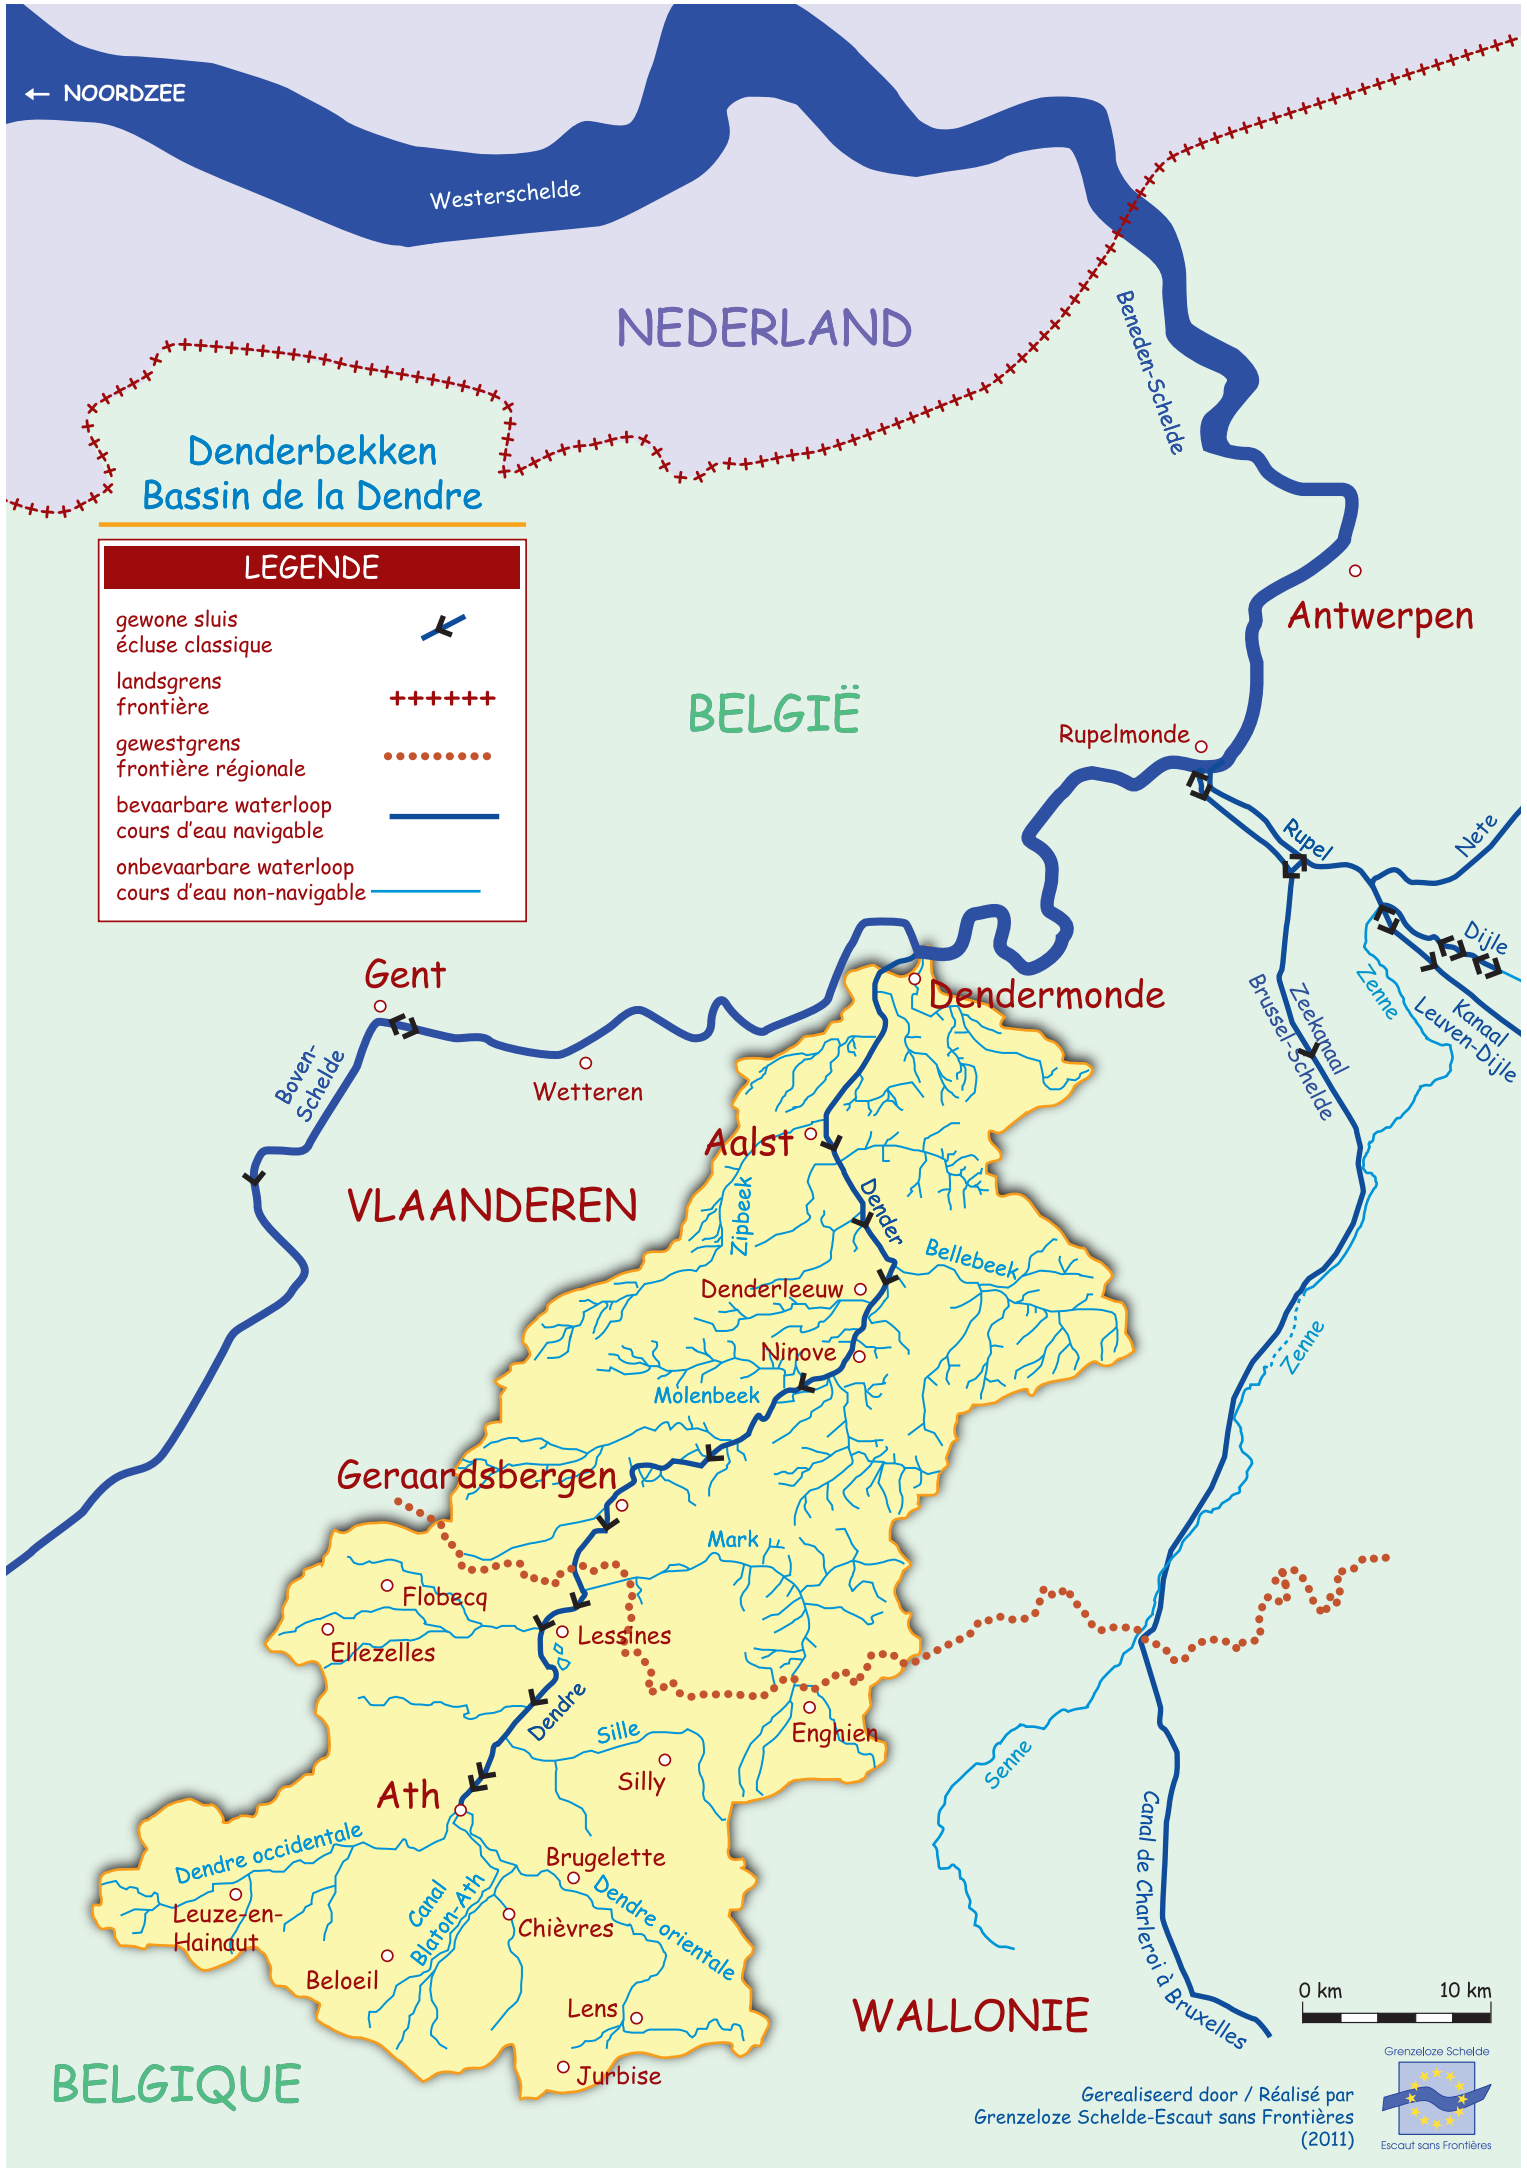 ← NOORDZEE
Westerschelde
NEDERLAND
Beneden-Schelde
Denderbekken
Bassin de la Dendre
LEGENDE
gewone sluis
écluse classique
landsgrens
frontière
gewestgrens
frontière régionale
bevaarbare waterloop
cours d'eau navigable
onbevaarbare waterloop
cours d'eau non-navigable
Antwerpen
BELGIË
Rupelmonde
Rupel
Nete
Dijle
Zenne
Kanaal
Leuven-Dijle
Zeekanaal
Brussel-Schelde
Gent
Dendermonde
Boven-
Schelde
Wetteren
Aalst
VLAANDEREN
Zipbeek
Dender
Bellebeek
Denderleeuw
Ninove
Zenne
Molenbeek
Geraardsbergen
Mark
Flobecq
Ellezelles
Lessines
Dendre
Sille
Enghien
Silly
Senne
Ath
Canal de Charleroi à Bruxelles
Dendre occidentale
Brugelette
Canal
Blaton-Ath
Dendre orientale
Leuze-en-
Hainaut
Chièvres
Beloeil
Lens
WALLONIE
0 km 10 km
Jurbise
BELGIQUE
Grenzeloze Schelde
Escaut sans Frontières
Gerealiseerd door / Réalisé par
Grenzeloze Schelde-Escaut sans Frontières
(2011)